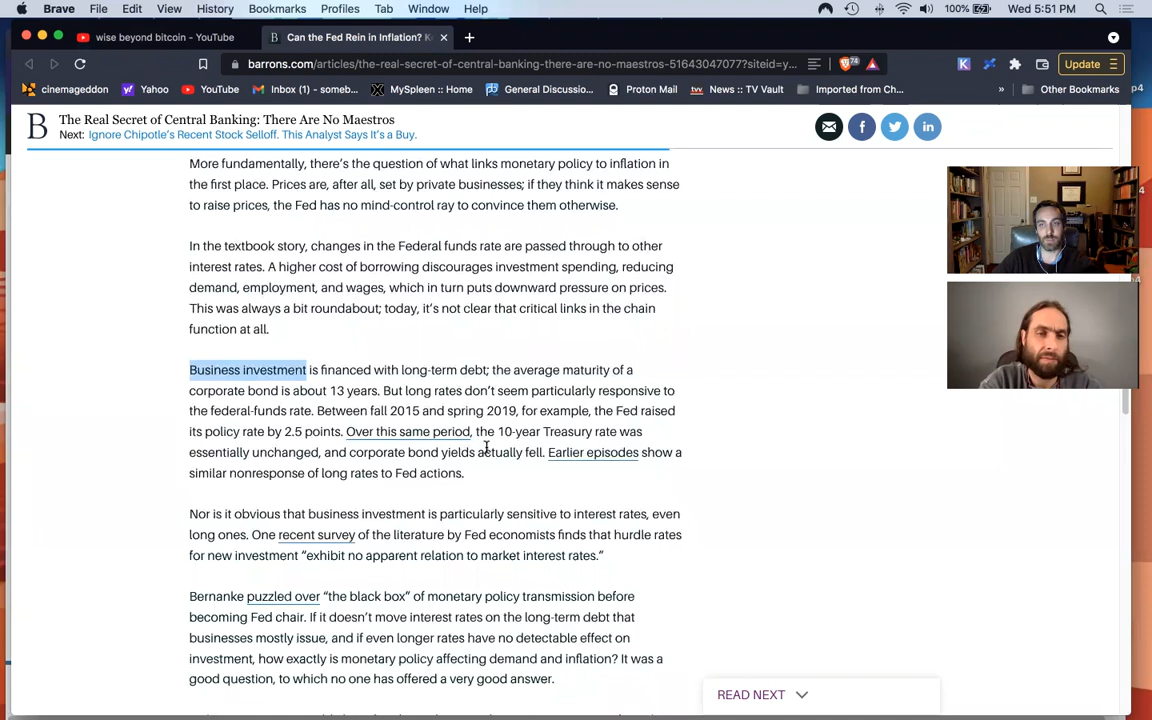 Brave File Edit View History Bookmarks Profiles Tab Window Help 100% Wed 5:51 PM
wise beyond bitcoin - YouTube
Can the Fed Rein in Inflation? K
barrons.com/articles/the-real-secret-of-central-banking-there-are-no-maestros-51643047077?siteid=y...
74
Update
cinemageddon Yahoo YouTube Inbox (1) - someb... MySpleen :: Home General Discussio... Proton Mail News :: TV Vault Imported from Ch... » Other Bookmarks
p4
B
The Real Secret of Central Banking: There Are No Maestros
Next: Ignore Chipotle's Recent Stock Selloff. This Analyst Says It's a Buy.
More fundamentally, there's the question of what links monetary policy to inflation in
the first place. Prices are, after all, set by private businesses; if they think it makes sense
to raise prices, the Fed has no mind-control ray to convince them otherwise.
In the textbook story, changes in the Federal funds rate are passed through to other
interest rates. A higher cost of borrowing discourages investment spending, reducing
demand, employment, and wages, which in turn puts downward pressure on prices.
This was always a bit roundabout; today, it's not clear that critical links in the chain
function at all.
Business investment is financed with long-term debt; the average maturity of a
corporate bond is about 13 years. But long rates don't seem particularly responsive to
the federal-funds rate. Between fall 2015 and spring 2019, for example, the Fed raised
its policy rate by 2.5 points. Over this same period, the 10-year Treasury rate was
essentially unchanged, and corporate bond yields actually fell. Earlier episodes show a
similar nonresponse of long rates to Fed actions.
Nor is it obvious that business investment is particularly sensitive to interest rates, even
long ones. One recent survey of the literature by Fed economists finds that hurdle rates
for new investment "exhibit no apparent relation to market interest rates."
Bernanke puzzled over "the black box" of monetary policy transmission before
becoming Fed chair. If it doesn't move interest rates on the long-term debt that
businesses mostly issue, and if even longer rates have no detectable effect on
investment, how exactly is monetary policy affecting demand and inflation? It was a
good question, to which no one has offered a very good answer.
READ NEXT